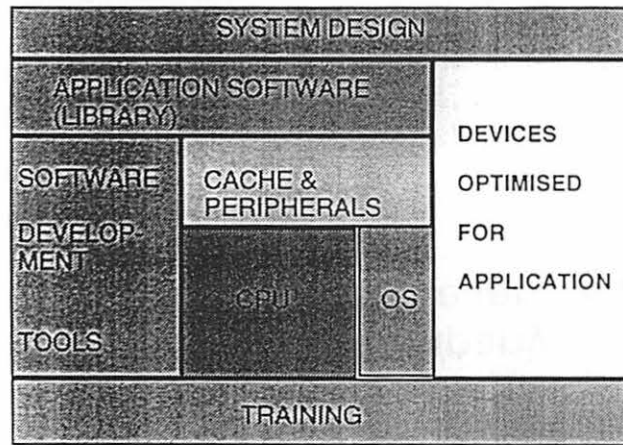 SYSTEM DESIGN
APPLICATION SOFTWARE
(LIBRARY)
SOFTWARE
DEVELOP-
MENT
TOOLS
CACHE &
PERIPHERALS
CPU
OS
DEVICES
OPTIMISED
FOR
APPLICATION
TRAINING